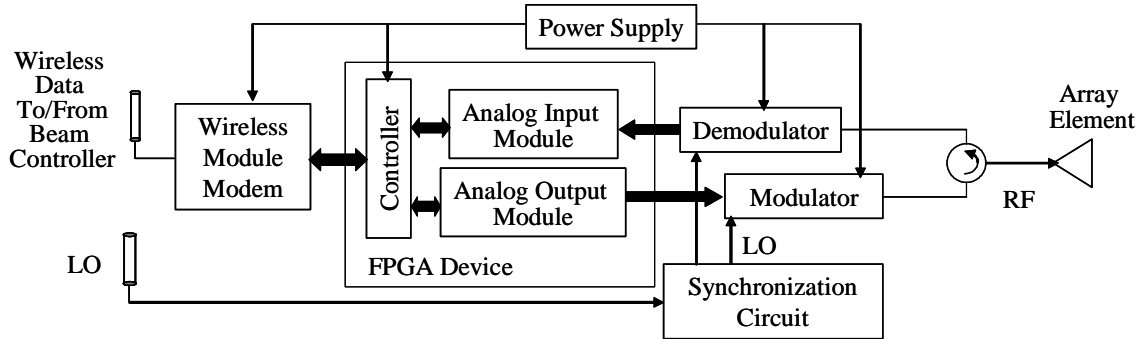 Power Supply
Wireless
Data
To/From
Beam
Controller
Wireless
Module
Modem
Controller
Analog Input
Module
Analog Output
Module
FPGA Device
Demodulator
Modulator
Array
Element
RF
LO
LO
Synchronization
Circuit